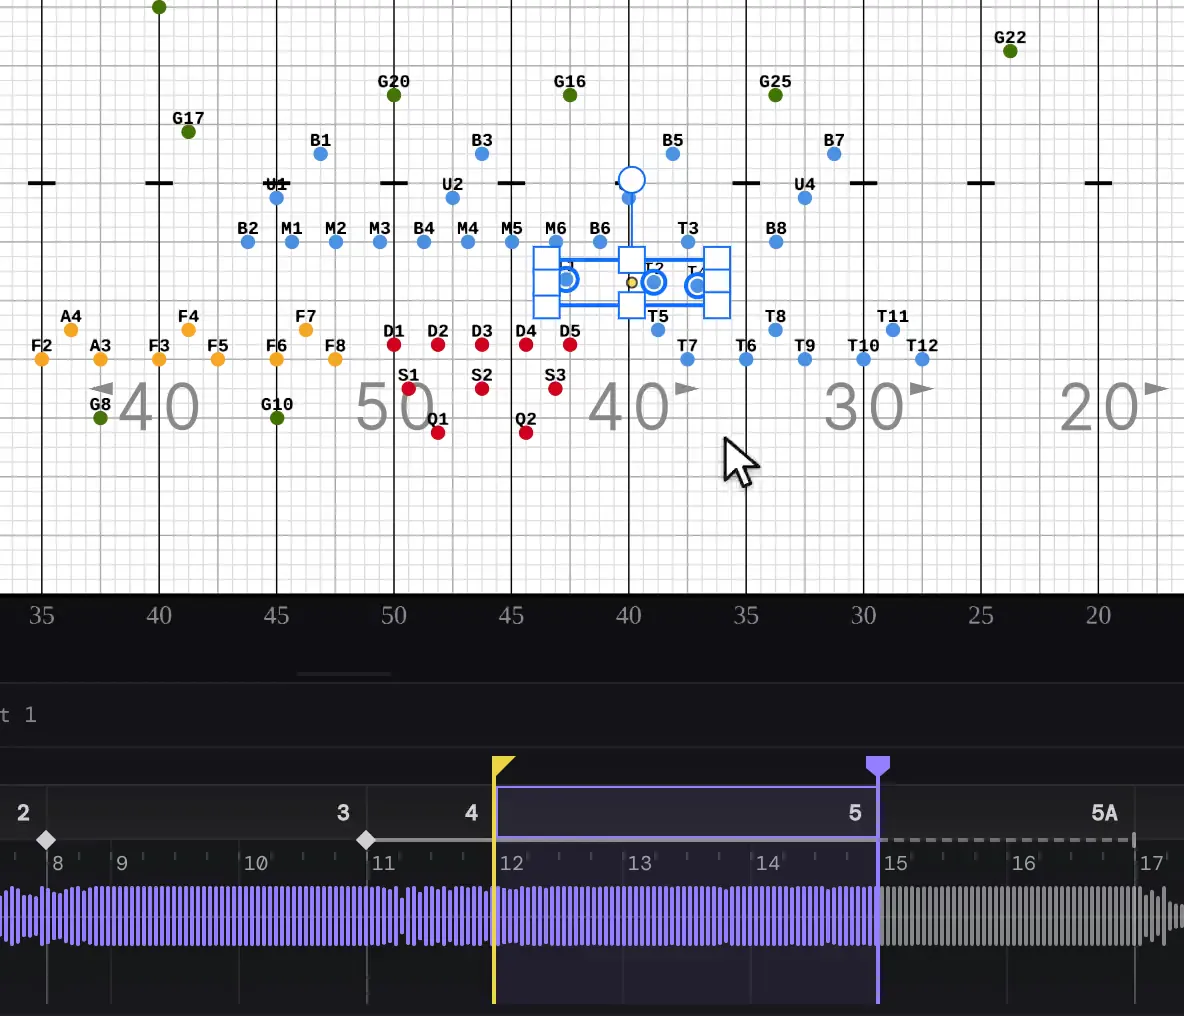 G22
G20 G16 G25
G17
B1 B3 B5 B7
U1 U2 U4
B2 M1 M2 M3 B4 M4 M5 M6 B6 T3 B8
T2
A4 F4 F7 D1 D2 D3 D4 D5 T5 T8 T11
F2 A3 F3 F5 F6 F8 T7 T6 T9 T10 T12
S1 S2 S3
40 50 40 30 20
G8 G10 Q1 Q2
35 40 45 50 45 40 35 30 25 20
t 1
2 3 4 5 5A
8 9 10 11 12 13 14 15 16 17